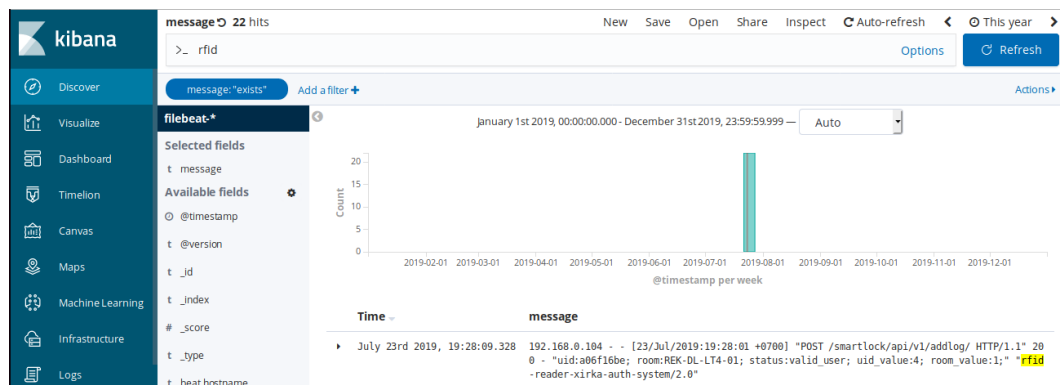 kibana
Discover
Visualize
Dashboard
Timelion
Canvas
Maps
Machine Learning
Infrastructure
Logs
message 22 hits
New Save Open Share Inspect Auto-refresh This year
>_ rfid
Options
Refresh
message:"exists"
Add a filter
Actions
filebeat-*
Selected fields
t message
Available fields
@timestamp
t @version
t _id
t _index
# _score
t _type
t beat.hostname
January 1st 2019, 00:00:00.000 - December 31st 2019, 23:59:59.999 —
Auto
Count
20
15
10
5
0
2019-02-01 2019-03-01 2019-04-01 2019-05-01 2019-06-01 2019-07-01 2019-08-01 2019-09-01 2019-10-01 2019-11-01 2019-12-01
@timestamp per week
Time message
July 23rd 2019, 19:28:09.328
192.168.0.104 - - [23/Jul/2019:19:28:01 +0700] "POST /smartlock/api/v1/addlog/ HTTP/1.1" 20
0 - "uid:a06f16be; room:REK-DL-LT4-01; status:valid_user; uid_value:4; room_value:1;" "rfid
-reader-xirka-auth-system/2.0"